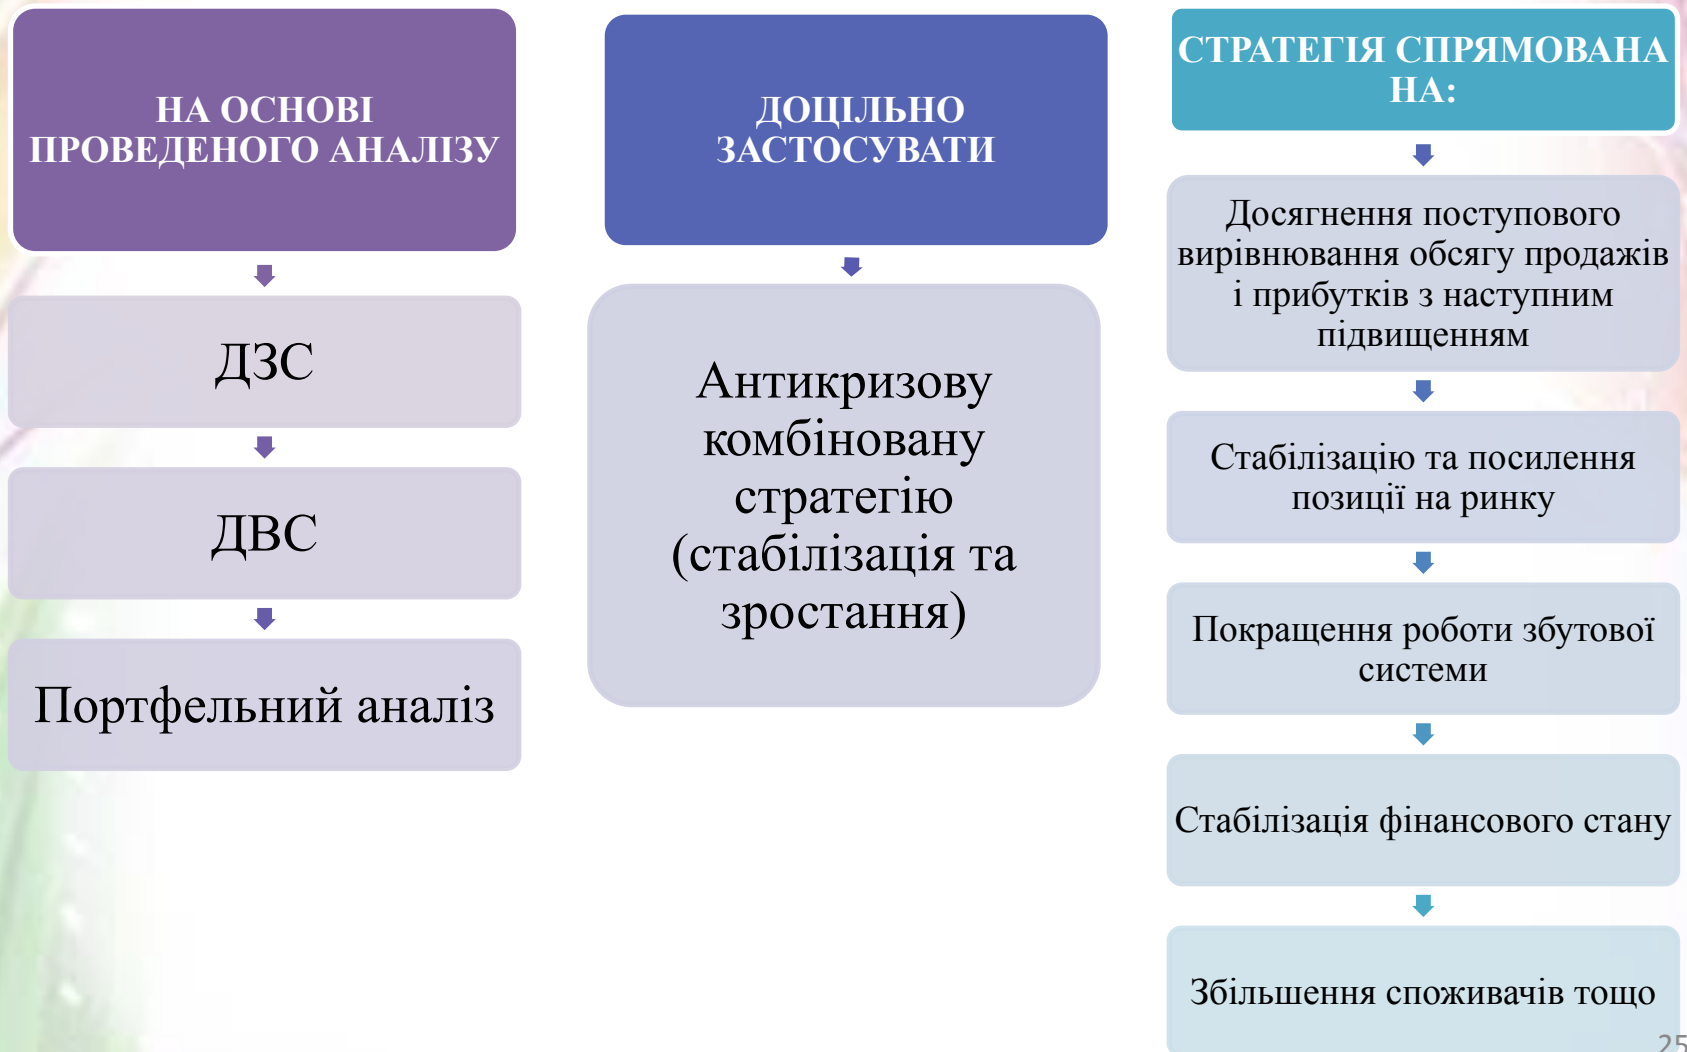 НА ОСНОВІ
ПРОВЕДЕНОГО АНАЛІЗУ
ДЗС
ДВС
Портфельний аналіз
ДОЦІЛЬНО
ЗАСТОСУВАТИ
Антикризову
комбіновану
стратегію
(стабілізація та
зростання)
СТРАТЕГІЯ СПРЯМОВАНА
НА:
Досягнення поступового
вирівнювання обсягу продажів
і прибутків з наступним
підвищенням
Стабілізацію та посилення
позиції на ринку
Покращення роботи збутової
системи
Стабілізація фінансового стану
Збільшення споживачів тощо
25